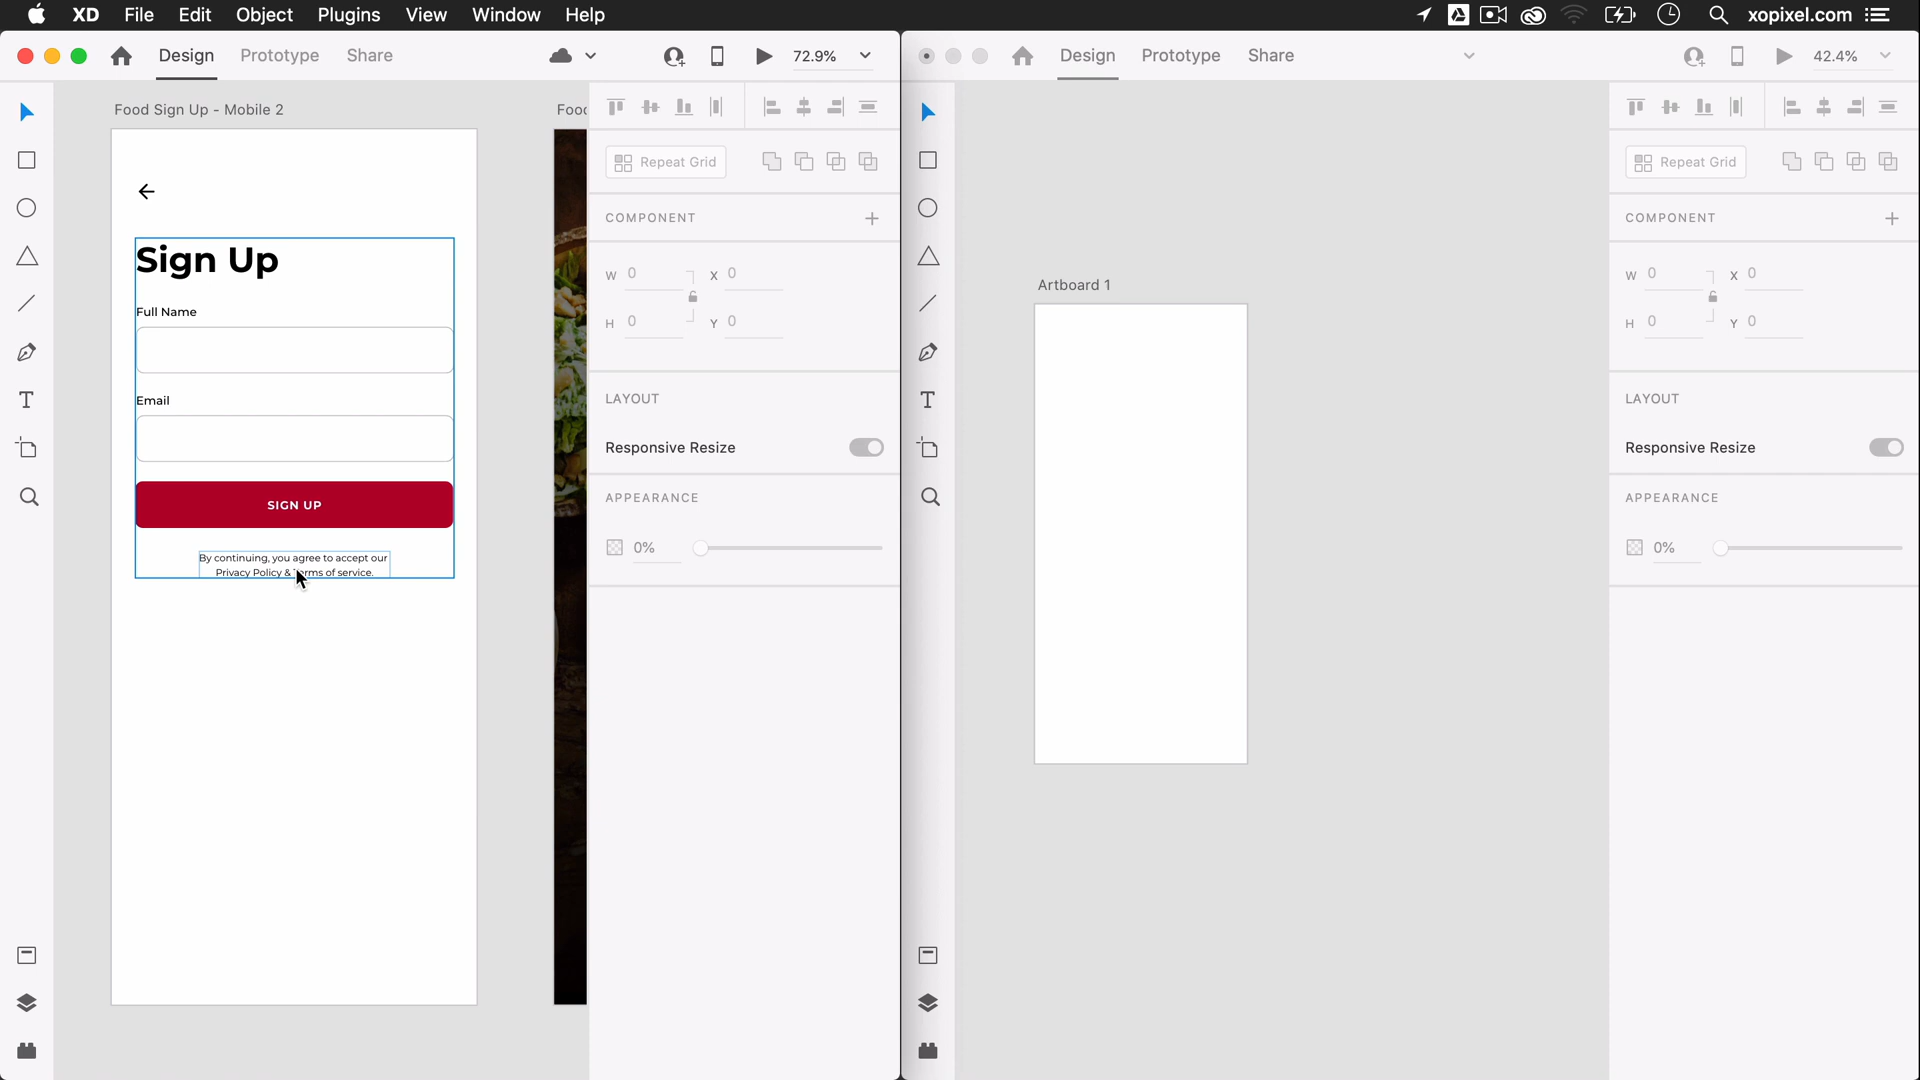 XD File Edit Object Plugins View Window Help xopixel.com
Design Prototype Share 72.9%
Design Prototype Share 42.4%
Food Sign Up - Mobile 2
Sign Up
Full Name
Email
SIGN UP
By continuing, you agree to accept our
Privacy Policy & Terms of service.
Repeat Grid
COMPONENT
W 0 X 0
H 0 Y 0
LAYOUT
Responsive Resize
APPEARANCE
0%
Artboard 1
Repeat Grid
COMPONENT
W 0 X 0
H 0 Y 0
LAYOUT
Responsive Resize
APPEARANCE
0%